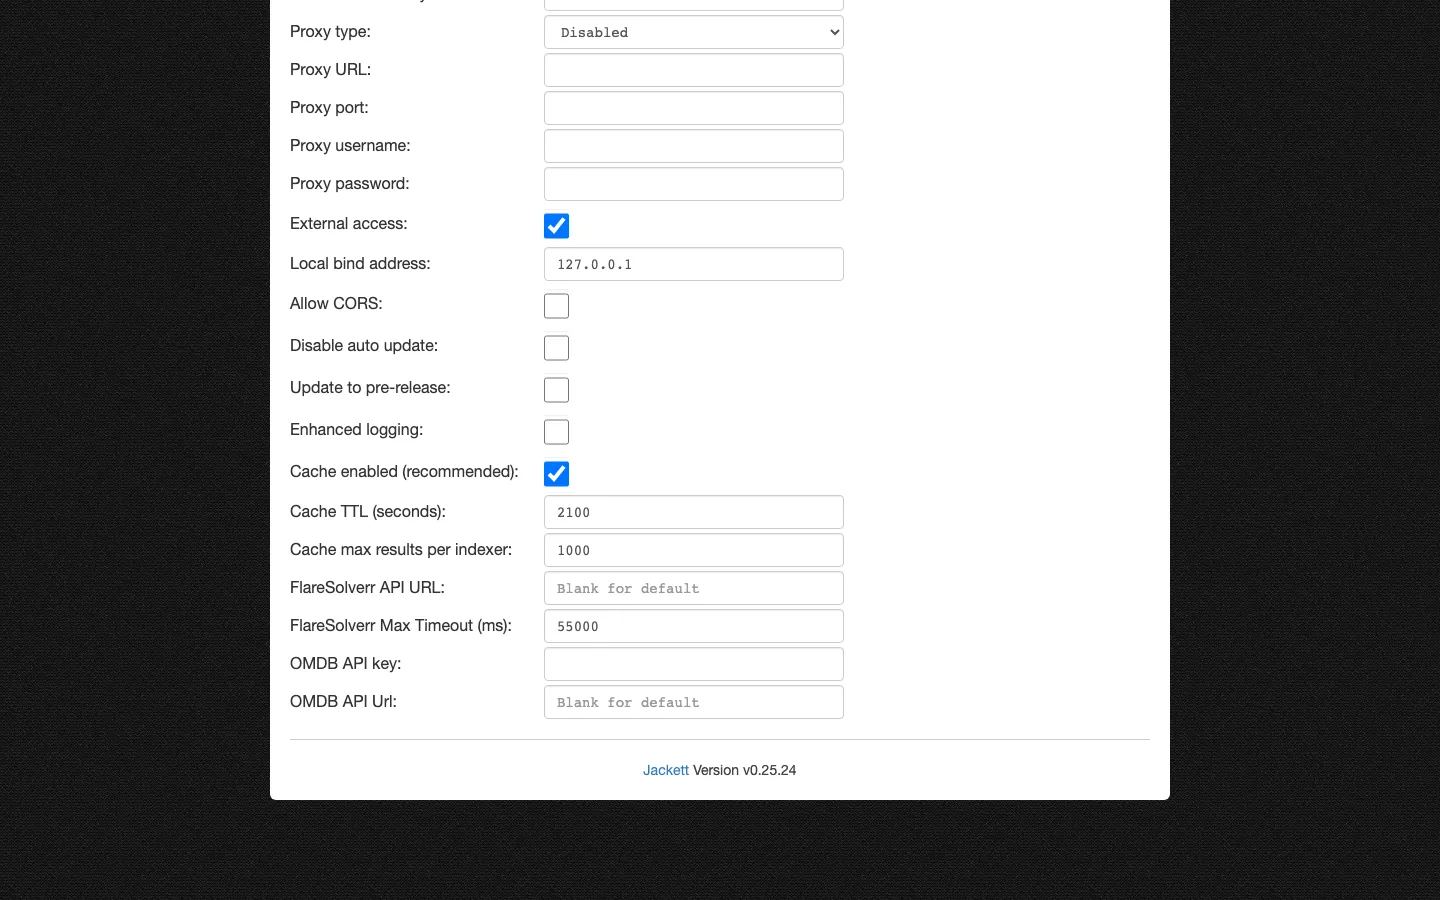 Proxy type: Disabled
Proxy URL:
Proxy port:
Proxy username:
Proxy password:
External access:
Local bind address: 127.0.0.1
Allow CORS:
Disable auto update:
Update to pre-release:
Enhanced logging:
Cache enabled (recommended):
Cache TTL (seconds): 2100
Cache max results per indexer: 1000
FlareSolverr API URL: Blank for default
FlareSolverr Max Timeout (ms): 55000
OMDB API key:
OMDB API Url: Blank for default
Jackett Version v0.25.24